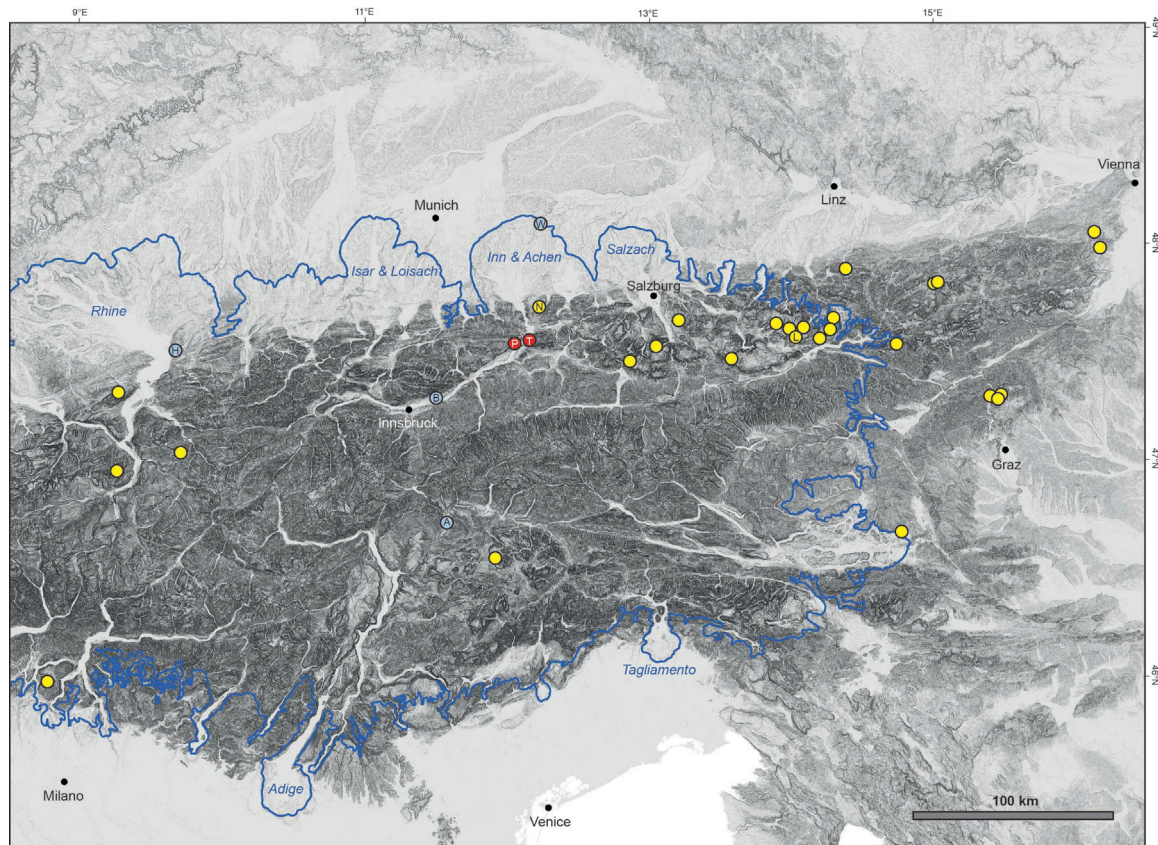 9°E
11°E
13°E
15°E
49°N
Vienna
Linz
Munich
W
48°N
Isar & Loisach
Inn & Achen
Salzach
Salzburg
Rhine
N
H
P
T
L
B
Innsbruck
47°N
Graz
A
Tagliamento
46°N
Adige
Milano
Venice
100 km